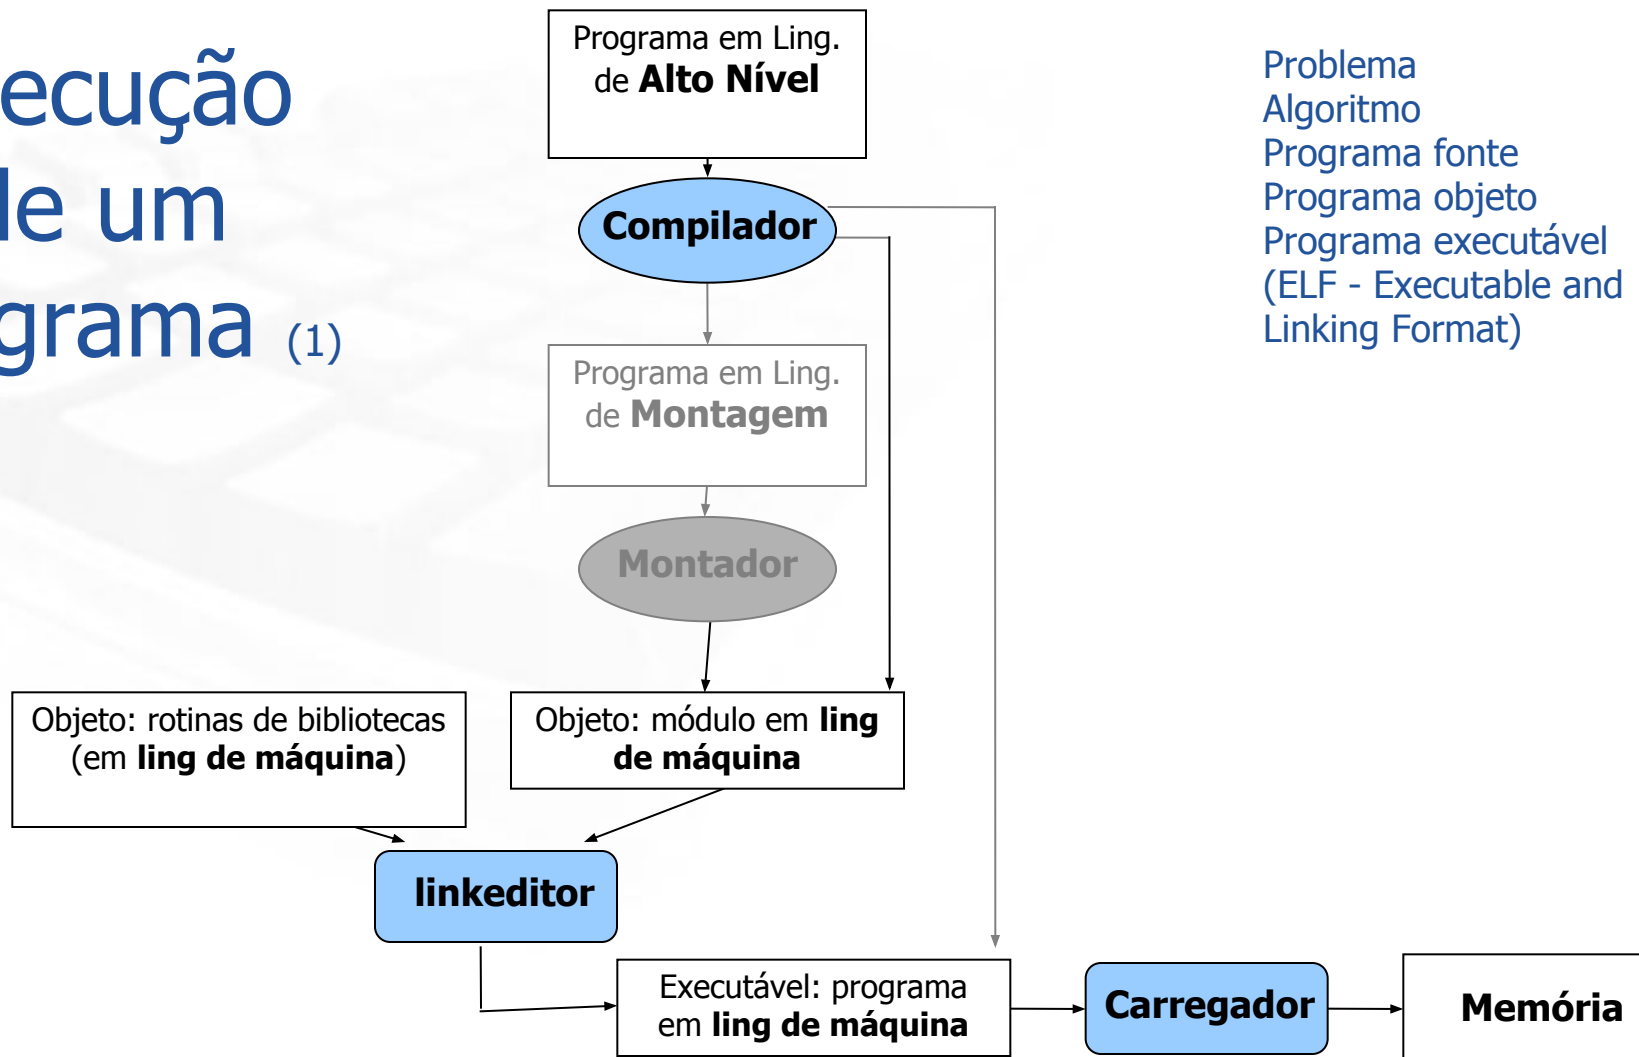 ecução
de um
grama (1)
Programa em Ling.
de Alto Nível
Compilador
Programa em Ling.
de Montagem
Montador
Objeto: rotinas de bibliotecas
(em ling de máquina)
Objeto: módulo em ling
de máquina
linkeditor
Executável: programa
em ling de máquina
Carregador
Memória
Problema
Algoritmo
Programa fonte
Programa objeto
Programa executável
(ELF - Executable and
Linking Format)